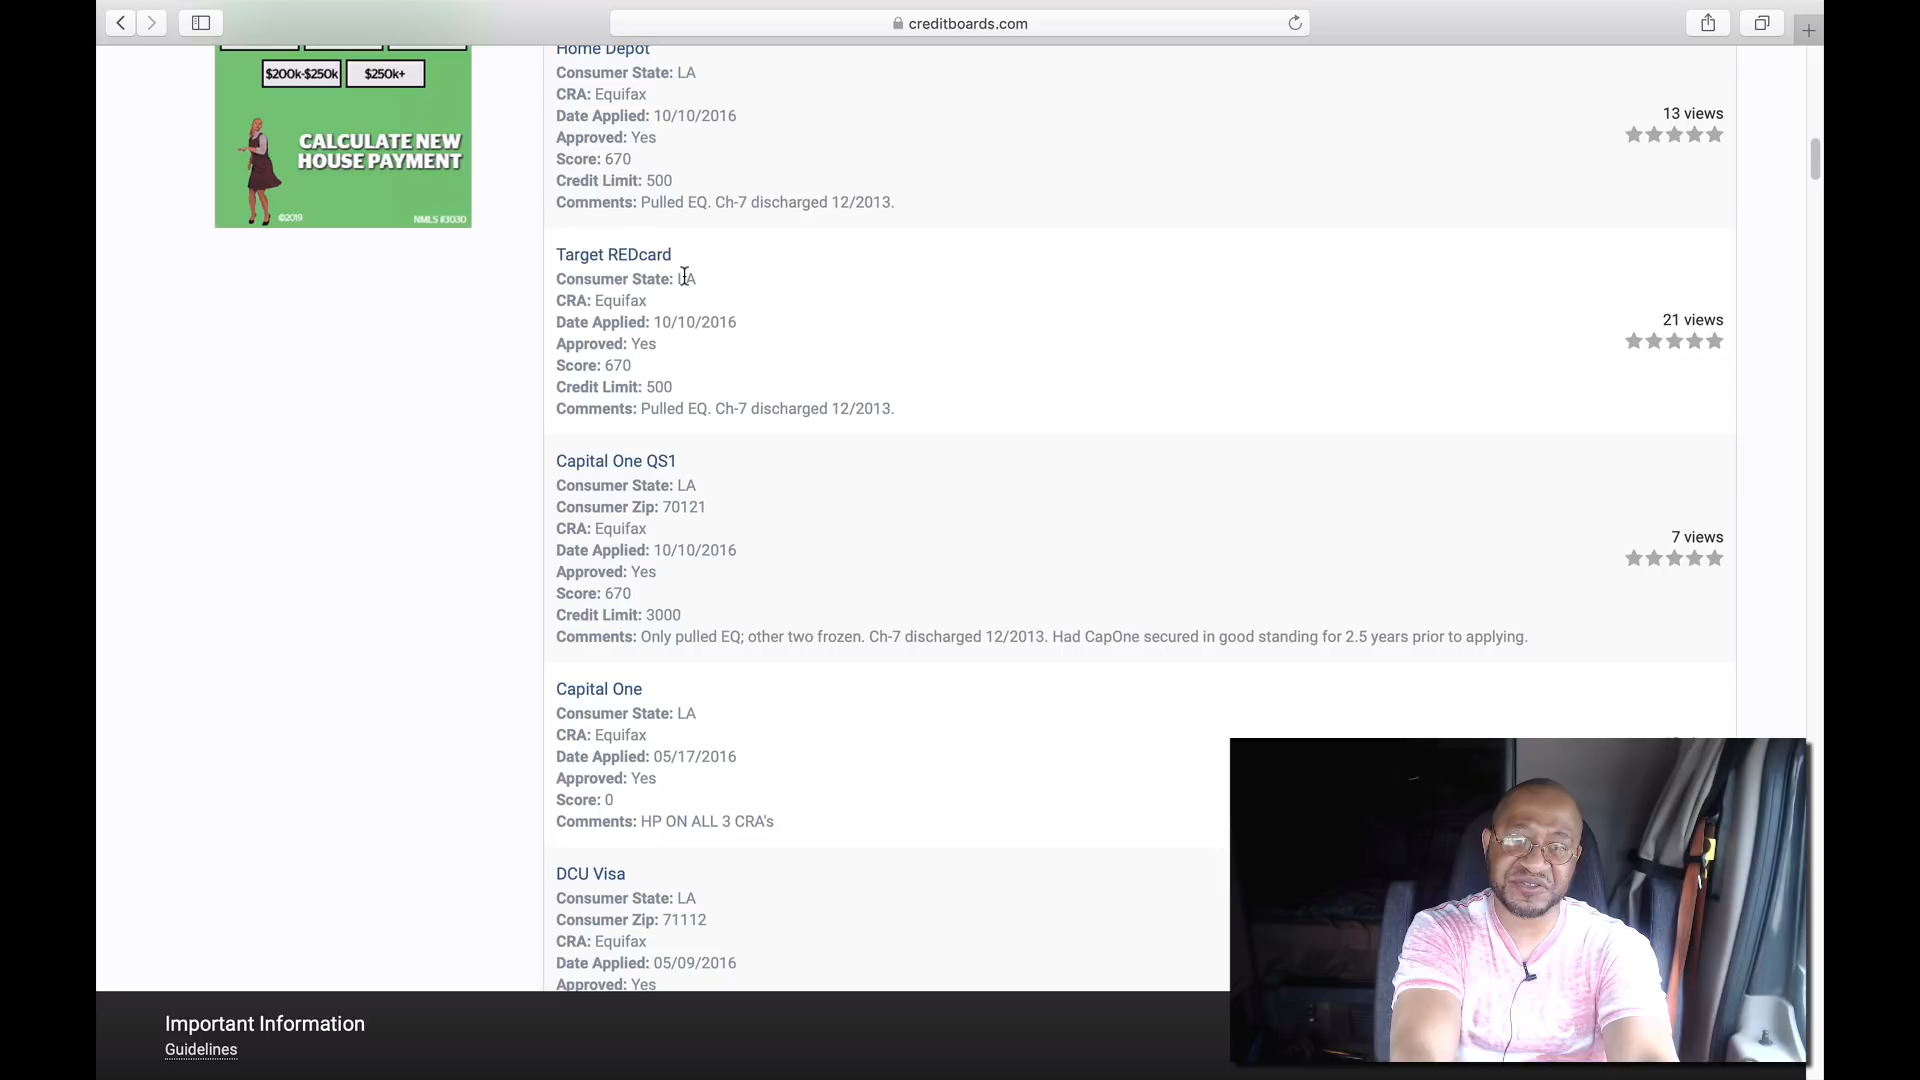 creditboards.com
$200k-$250k
$250k+
CALCULATE NEW
HOUSE PAYMENT
©2019
NMLS #3030
Home Depot
Consumer State: LA
CRA: Equifax
Date Applied: 10/10/2016
Approved: Yes
Score: 670
Credit Limit: 500
Comments: Pulled EQ. Ch-7 discharged 12/2013.
13 views
Target REDcard
Consumer State: LA
CRA: Equifax
Date Applied: 10/10/2016
Approved: Yes
Score: 670
Credit Limit: 500
Comments: Pulled EQ. Ch-7 discharged 12/2013.
21 views
Capital One QS1
Consumer State: LA
Consumer Zip: 70121
CRA: Equifax
Date Applied: 10/10/2016
Approved: Yes
Score: 670
Credit Limit: 3000
Comments: Only pulled EQ; other two frozen. Ch-7 discharged 12/2013. Had CapOne secured in good standing for 2.5 years prior to applying.
7 views
Capital One
Consumer State: LA
CRA: Equifax
Date Applied: 05/17/2016
Approved: Yes
Score: 0
Comments: HP ON ALL 3 CRA's
DCU Visa
Consumer State: LA
Consumer Zip: 71112
CRA: Equifax
Date Applied: 05/09/2016
Approved: Yes
Important Information
Guidelines